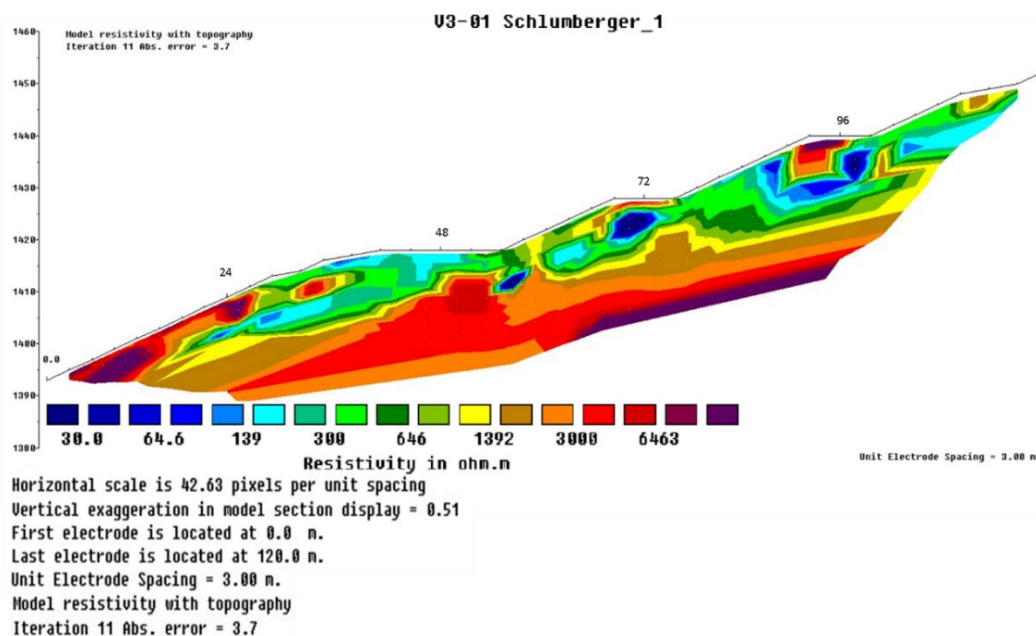 V3-01 Schlumberger_1
Model resistivity with topography
Iteration 11 Abs. error = 3.7
1460
1450
1440
1430
1420
1410
1400
1390
1380
0.0
24
48
72
96
30.0 64.6 139 300 646 1392 3000 6463
Resistivity in ohm.m
Unit Electrode Spacing = 3.00 m
Horizontal scale is 42.63 pixels per unit spacing
Vertical exaggeration in model section display = 0.51
First electrode is located at 0.0 m.
Last electrode is located at 120.0 m.
Unit Electrode Spacing = 3.00 m.
Model resistivity with topography
Iteration 11 Abs. error = 3.7